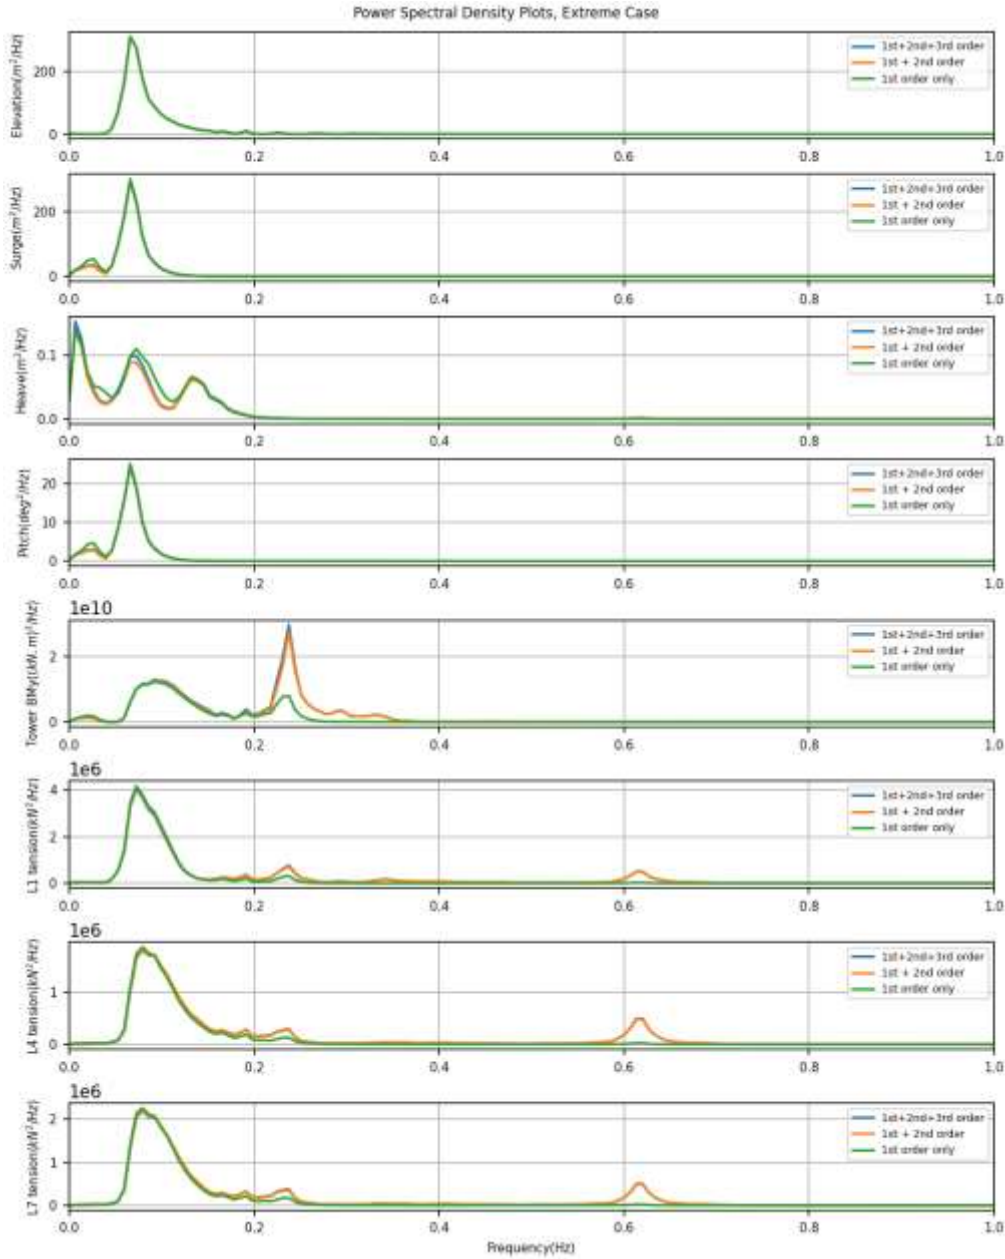 Power Spectral Density Plots, Extreme Case
Elevation(m²/Hz)
200
0
1st+2nd+3rd order
1st + 2nd order
1st order only
0.0 0.2 0.4 0.6 0.8 1.0
Surge(m²/Hz)
200
0
1st+2nd+3rd order
1st + 2nd order
1st order only
0.0 0.2 0.4 0.6 0.8 1.0
Heave(m²/Hz)
0.1
0.0
1st+2nd+3rd order
1st + 2nd order
1st order only
0.0 0.2 0.4 0.6 0.8 1.0
Pitch(deg²/Hz)
20
10
0
1st+2nd+3rd order
1st + 2nd order
1st order only
0.0 0.2 0.4 0.6 0.8 1.0
1e10
Tower BMy((kN.m)²/Hz)
2
0
1st+2nd+3rd order
1st + 2nd order
1st order only
0.0 0.2 0.4 0.6 0.8 1.0
1e6
L1 tension(kN²/Hz)
4
2
0
1st+2nd+3rd order
1st + 2nd order
1st order only
0.0 0.2 0.4 0.6 0.8 1.0
1e6
L4 tension(kN²/Hz)
1
0
1st+2nd+3rd order
1st + 2nd order
1st order only
0.0 0.2 0.4 0.6 0.8 1.0
1e6
L7 tension(kN²/Hz)
2
1
0
1st+2nd+3rd order
1st + 2nd order
1st order only
0.0 0.2 0.4 0.6 0.8 1.0
Frequency(Hz)